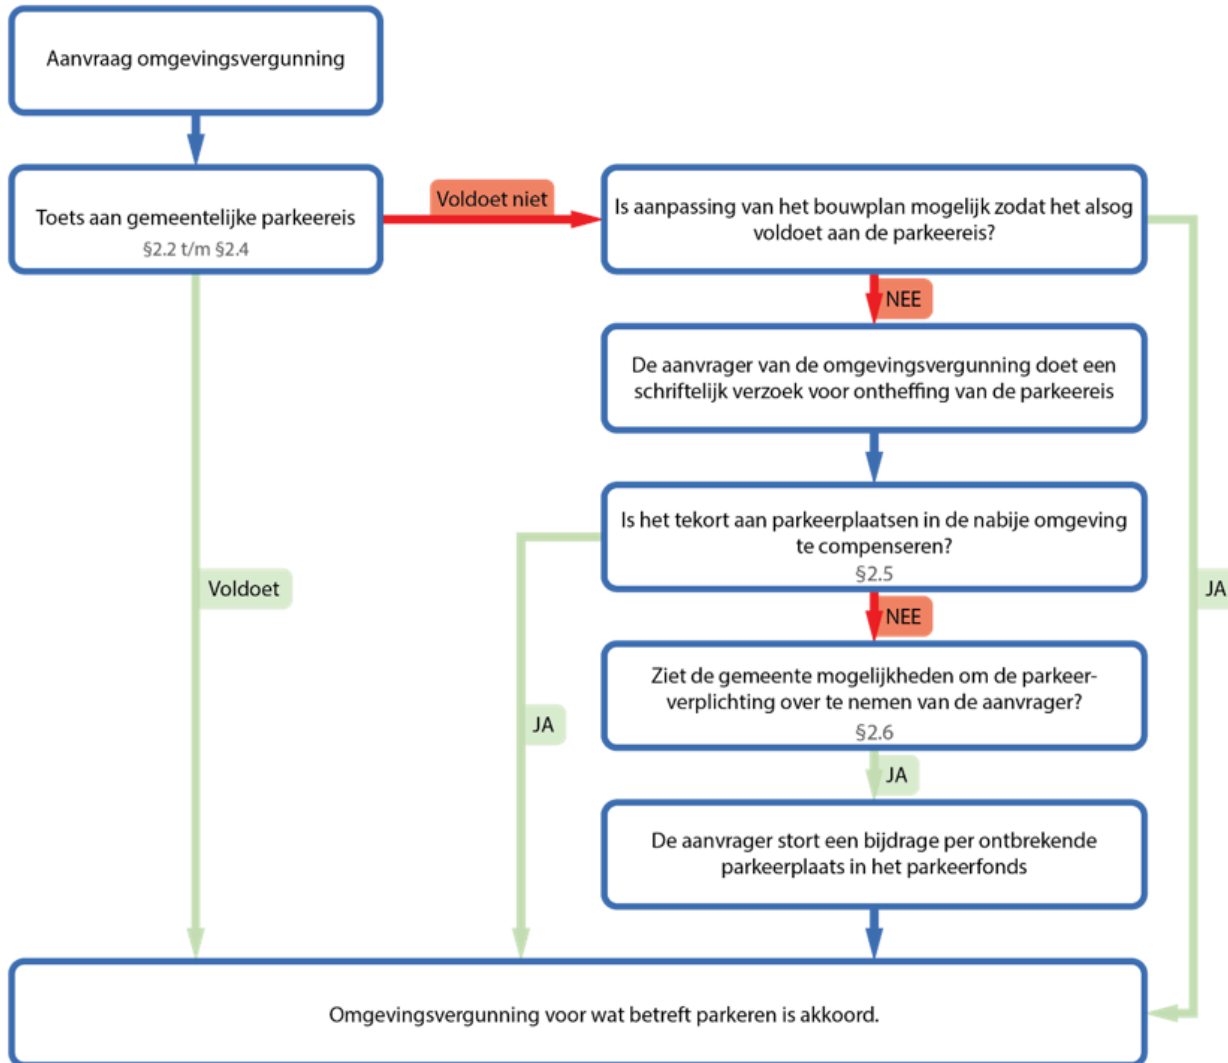 Aanvraag omgevingsvergunning
Toets aan gemeentelijke parkeereis
§2.2 t/m §2.4
Voldoet niet
Is aanpassing van het bouwplan mogelijk zodat het alsog
voldoet aan de parkeereis?
NEE
De aanvrager van de omgevingsvergunning doet een
schriftelijk verzoek voor ontheffing van de parkeereis
Is het tekort aan parkeerplaatsen in de nabije omgeving
te compenseren?
§2.5
Voldoet
JA
NEE
Ziet de gemeente mogelijkheden om de parkeer-
verplichting over te nemen van de aanvrager?
§2.6
JA
JA
De aanvrager stort een bijdrage per ontbrekende
parkeerplaats in het parkeerfonds
Omgevingsvergunning voor wat betreft parkeren is akkoord.